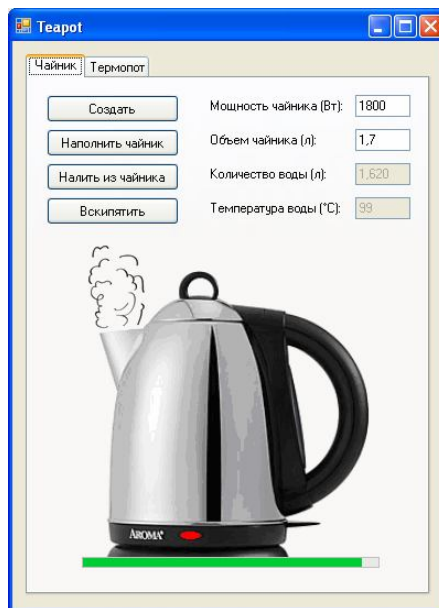 Teapot
Чайник Термопот
Создать Мощность чайника (Вт): 1800
Наполнить чайник Объем чайника (л): 1,7
Налить из чайника Количество воды (л): 1,620
Вскипятить Температура воды (°C): 99
AROMA